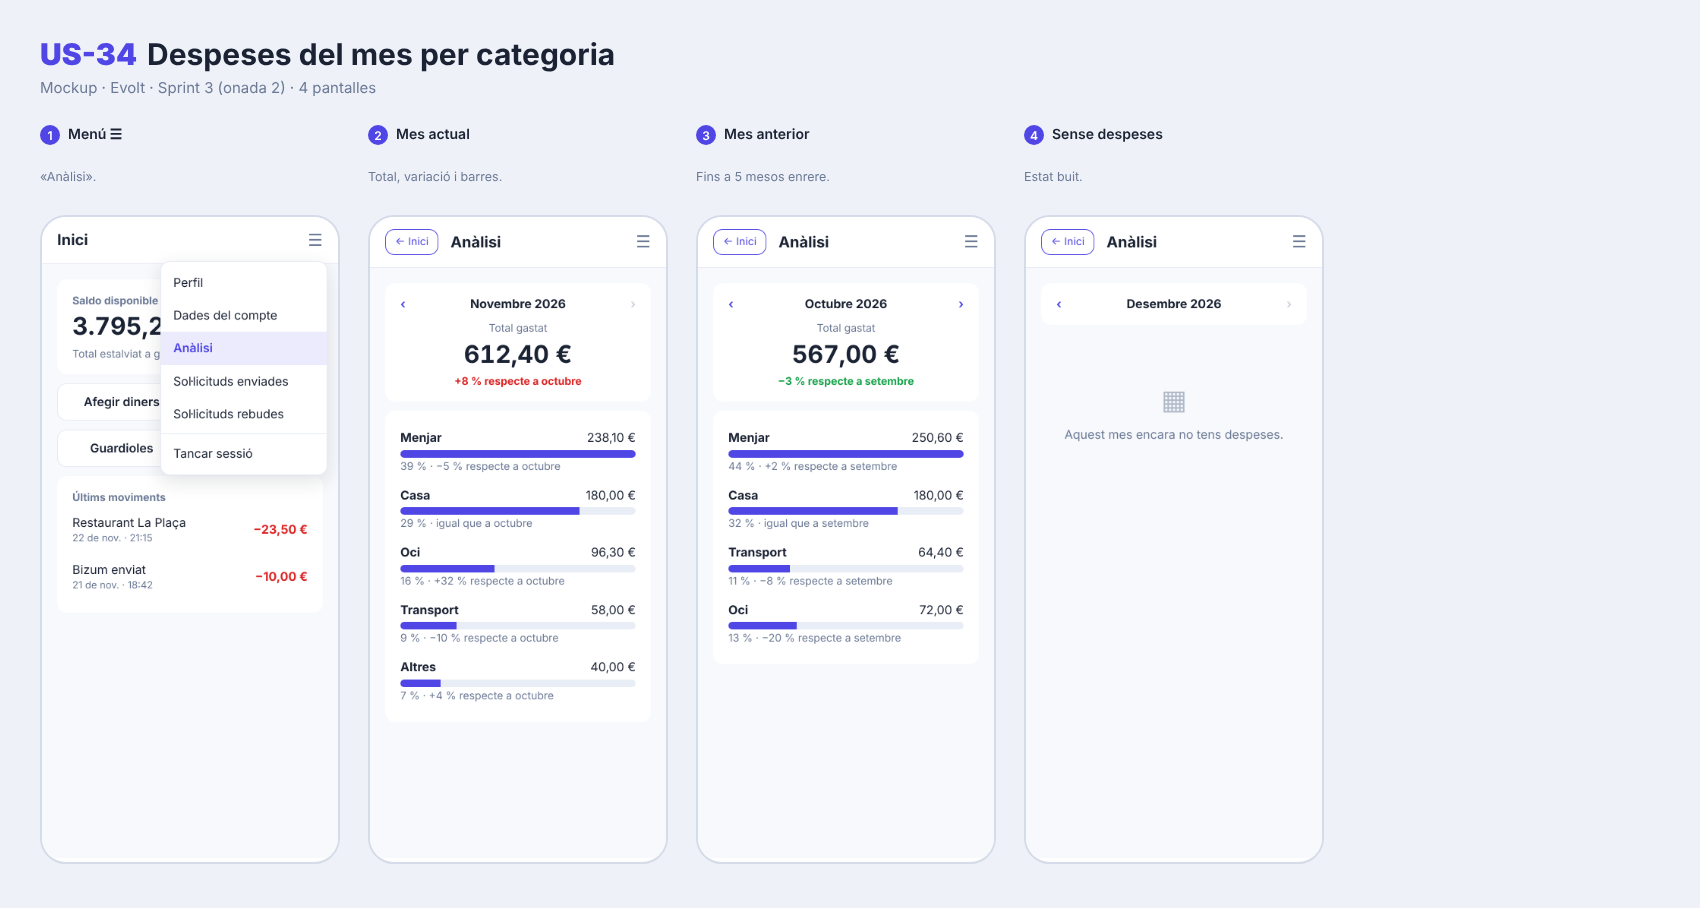 US-34 Despeses del mes per categoria
Mockup · Evolt · Sprint 3 (onada 2) · 4 pantalles
1 Menú ☰
«Anàlisi».
Inici ☰
Perfil
Dades del compte
Anàlisi
Sol·licituds enviades
Sol·licituds rebudes
Tancar sessió
Saldo disponible
3.795,2
Total estalviat a g
Afegir diners
Guardioles
Últims moviments
Restaurant La Plaça −23,50 €
22 de nov. · 21:15
Bizum enviat −10,00 €
21 de nov. · 18:42
2 Mes actual
Total, variació i barres.
← Inici Anàlisi ☰
‹ Novembre 2026 ›
Total gastat
612,40 €
+8 % respecte a octubre
Menjar 238,10 €
39 % · −5 % respecte a octubre
Casa 180,00 €
29 % · igual que a octubre
Oci 96,30 €
16 % · +32 % respecte a octubre
Transport 58,00 €
9 % · −10 % respecte a octubre
Altres 40,00 €
7 % · +4 % respecte a octubre
3 Mes anterior
Fins a 5 mesos enrere.
← Inici Anàlisi ☰
‹ Octubre 2026 ›
Total gastat
567,00 €
−3 % respecte a setembre
Menjar 250,60 €
44 % · +2 % respecte a setembre
Casa 180,00 €
32 % · igual que a setembre
Transport 64,40 €
11 % · −8 % respecte a setembre
Oci 72,00 €
13 % · −20 % respecte a setembre
4 Sense despeses
Estat buit.
← Inici Anàlisi ☰
‹ Desembre 2026 ›
Aquest mes encara no tens despeses.